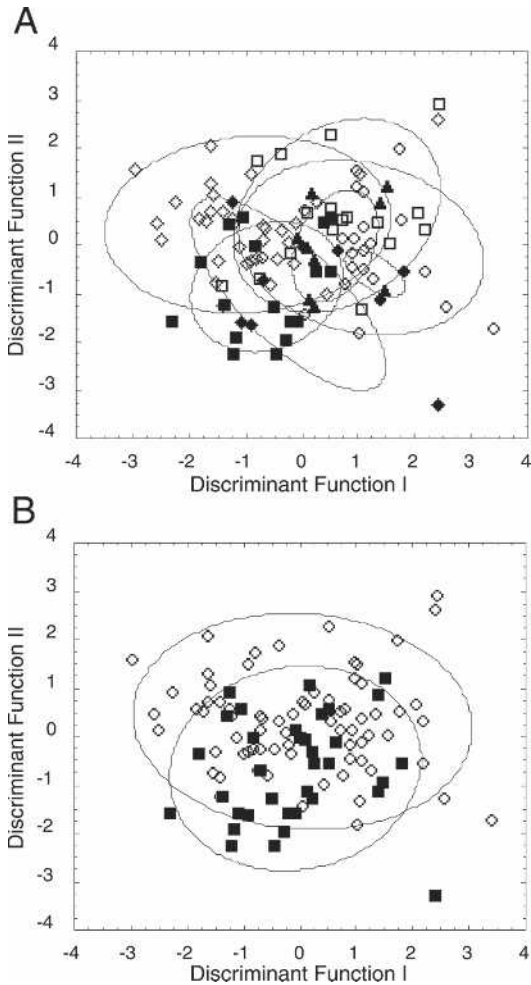 A
4
3
2
1
0
-1
-2
-3
-4
Discriminant Function II
-4 -3 -2 -1 0 1 2 3 4
Discriminant Function I
B
4
3
2
1
0
-1
-2
-3
-4
Discriminant Function II
-4 -3 -2 -1 0 1 2 3 4
Discriminant Function I